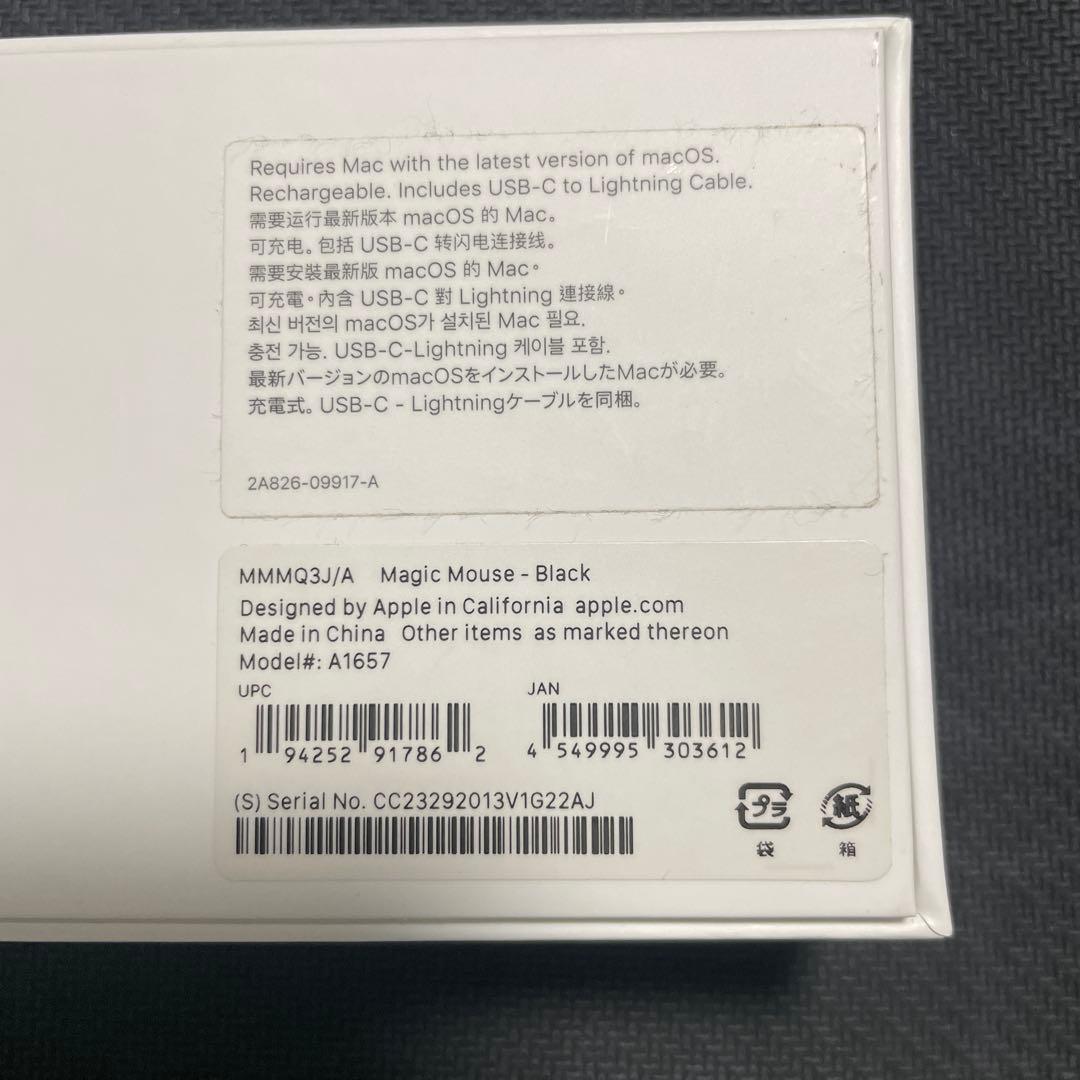 Requires Mac with the latest version of macOS.
Rechargeable. Includes USB-C to Lightning Cable.
需要运行最新版本 macOS 的 Mac。
可充电。包括 USB-C 转闪电连接线。
需要安裝最新版 macOS 的 Mac。
可充電。內含 USB-C 對 Lightning 連接線。
최신 버전의 macOS가 설치된 Mac 필요.
충전 가능. USB-C-Lightning 케이블 포함.
最新バージョンのmacOSをインストールしたMacが必要。
充電式。USB-C - Lightningケーブルを同梱。
2A826-09917-A
MMMQ3J/A Magic Mouse - Black
Designed by Apple in California apple.com
Made in China Other items as marked thereon
Model#: A1657
UPC JAN
1 94252 91786 2 4 549995 303612
(S) Serial No. CC23292013V1G22AJ
プラ 紙
袋 箱